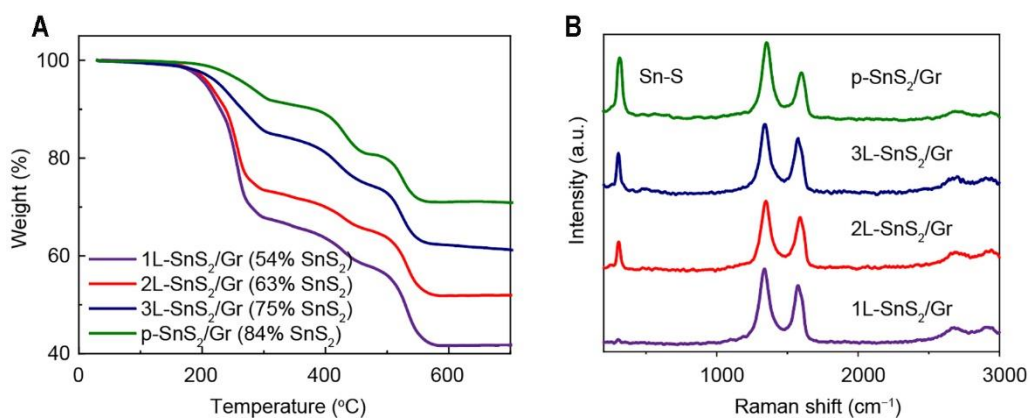 A
100
80
60
40
Weight (%)
1L-SnS₂/Gr (54% SnS₂)
2L-SnS₂/Gr (63% SnS₂)
3L-SnS₂/Gr (75% SnS₂)
p-SnS₂/Gr (84% SnS₂)
0
200
400
600
Temperature (°C)
B
Intensity (a.u.)
Sn-S
p-SnS₂/Gr
3L-SnS₂/Gr
2L-SnS₂/Gr
1L-SnS₂/Gr
1000
2000
3000
Raman shift (cm⁻¹)